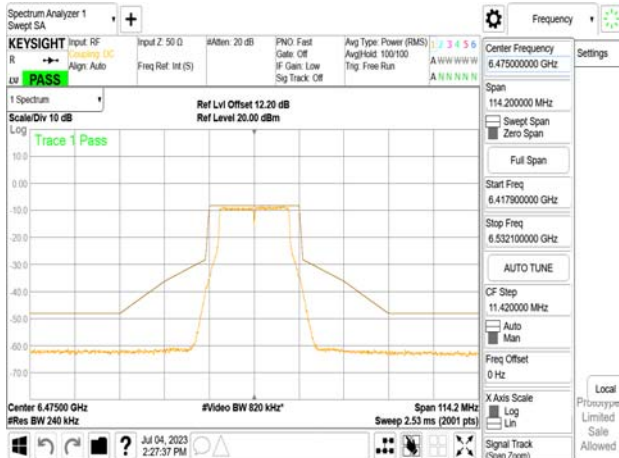 Spectrum Analyzer 1
Swept SA
+
Frequency
KEYSIGHT
R
LU
PASS
Input: RF
Coupling: DC
Align: Auto
Input Z: 50 Ω
Freq Ref: Int (S)
#Atten: 20 dB
PNO: Fast
Gate: Off
IF Gain: Low
Sig Track: Off
Avg Type: Power (RMS)
Avg|Hold: 100/100
Trig: Free Run
1 2 3 4 5 6
A W W W W W
A N N N N N
1 Spectrum
Scale/Div 10 dB
Log
Ref Lvl Offset 12.20 dB
Ref Level 20.00 dBm
Trace 1 Pass
10.0
0.00
-10.0
-20.0
-30.0
-40.0
-50.0
-60.0
-70.0
Center 6.47500 GHz
#Res BW 240 kHz
#Video BW 820 kHz*
Span 114.2 MHz
Sweep 2.53 ms (2001 pts)
Jul 04, 2023
2:27:37 PM
?
Center Frequency
6.475000000 GHz
Settings
Span
114.200000 MHz
Swept Span
Zero Span
Full Span
Start Freq
6.417900000 GHz
Stop Freq
6.532100000 GHz
AUTO TUNE
CF Step
11.420000 MHz
Auto
Man
Freq Offset
0 Hz
X Axis Scale
Log
Lin
Signal Track
(Span Zoom)
Local
Prototype
Limited
Sale
Allowed